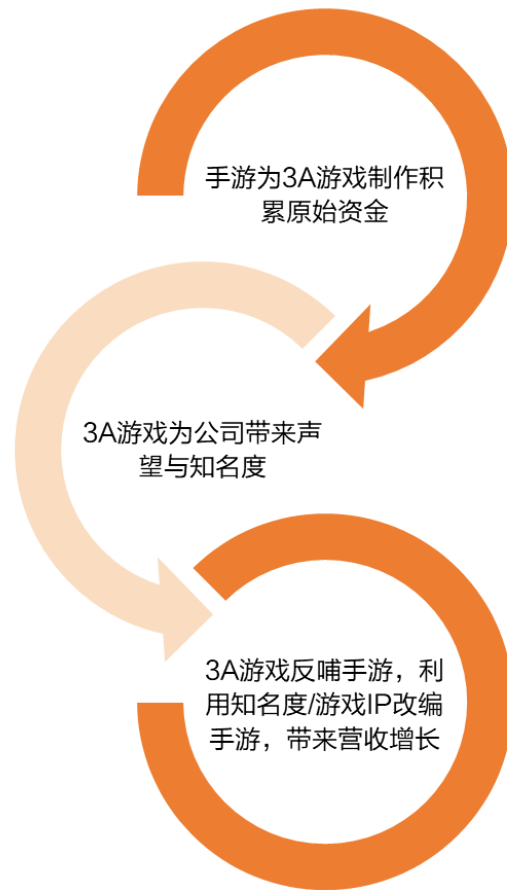 手游为3A游戏制作积
累原始资金
3A游戏为公司带来声
望与知名度
3A游戏反哺手游，利
用知名度/游戏IP改编
手游，带来营收增长